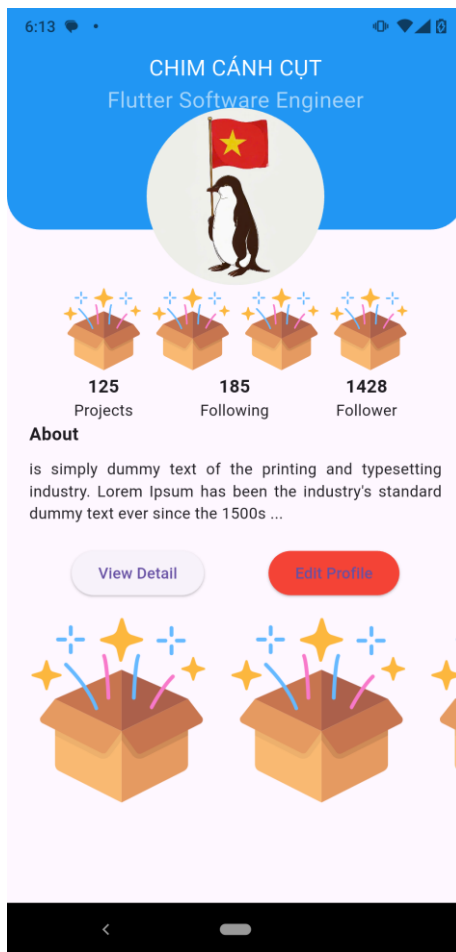 6:13
CHIM CÁNH CỤT
Flutter Software Engineer
125 185 1428
Projects Following Follower
About
is simply dummy text of the printing and typesetting
industry. Lorem Ipsum has been the industry's standard
dummy text ever since the 1500s ...
View Detail Edit Profile